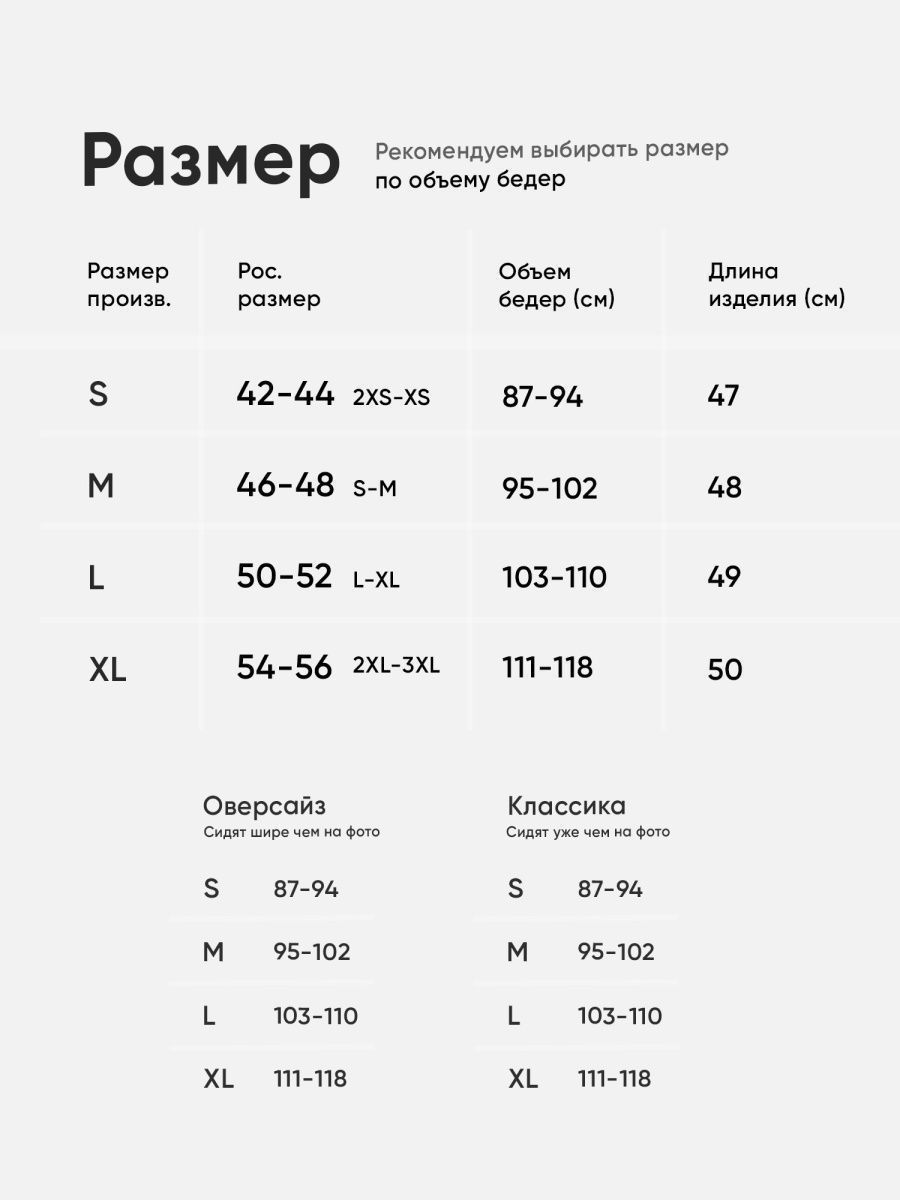 Размер
Рекомендуем выбирать размер
по объему бедер
Размер произв.
Рос. размер
Объем бедер (см)
Длина изделия (см)
S 42-44 2XS-XS 87-94 47
M 46-48 S-M 95-102 48
L 50-52 L-XL 103-110 49
XL 54-56 2XL-3XL 111-118 50
Оверсайз
Сидят шире чем на фото
S 87-94
M 95-102
L 103-110
XL 111-118
Классика
Сидят уже чем на фото
S 87-94
M 95-102
L 103-110
XL 111-118